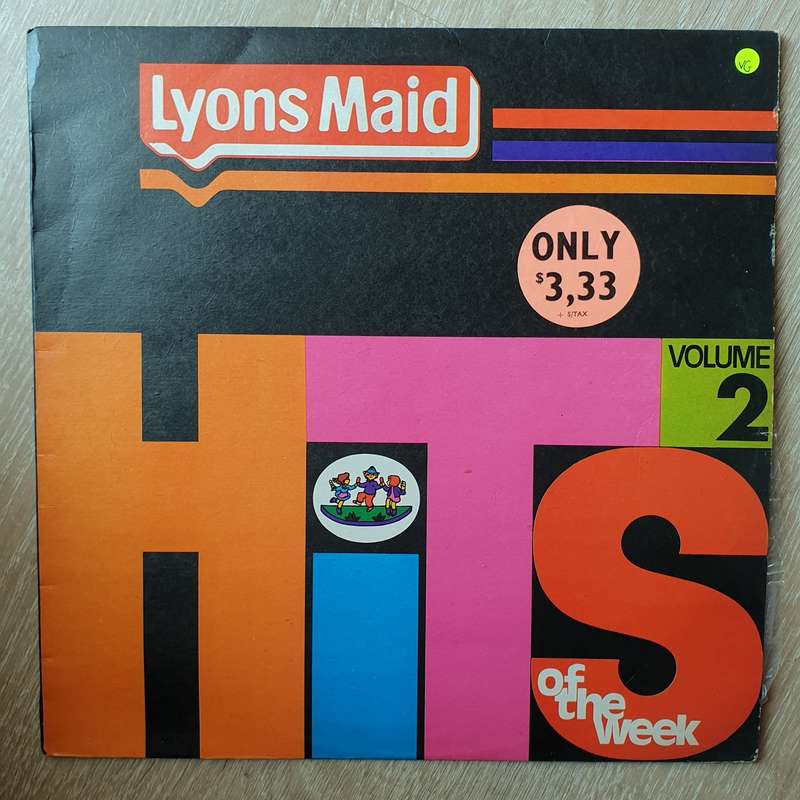 Lyons Maid
VG
ONLY
$3,33
+ S/TAX
VOLUME
2
HiTS
of
the
week